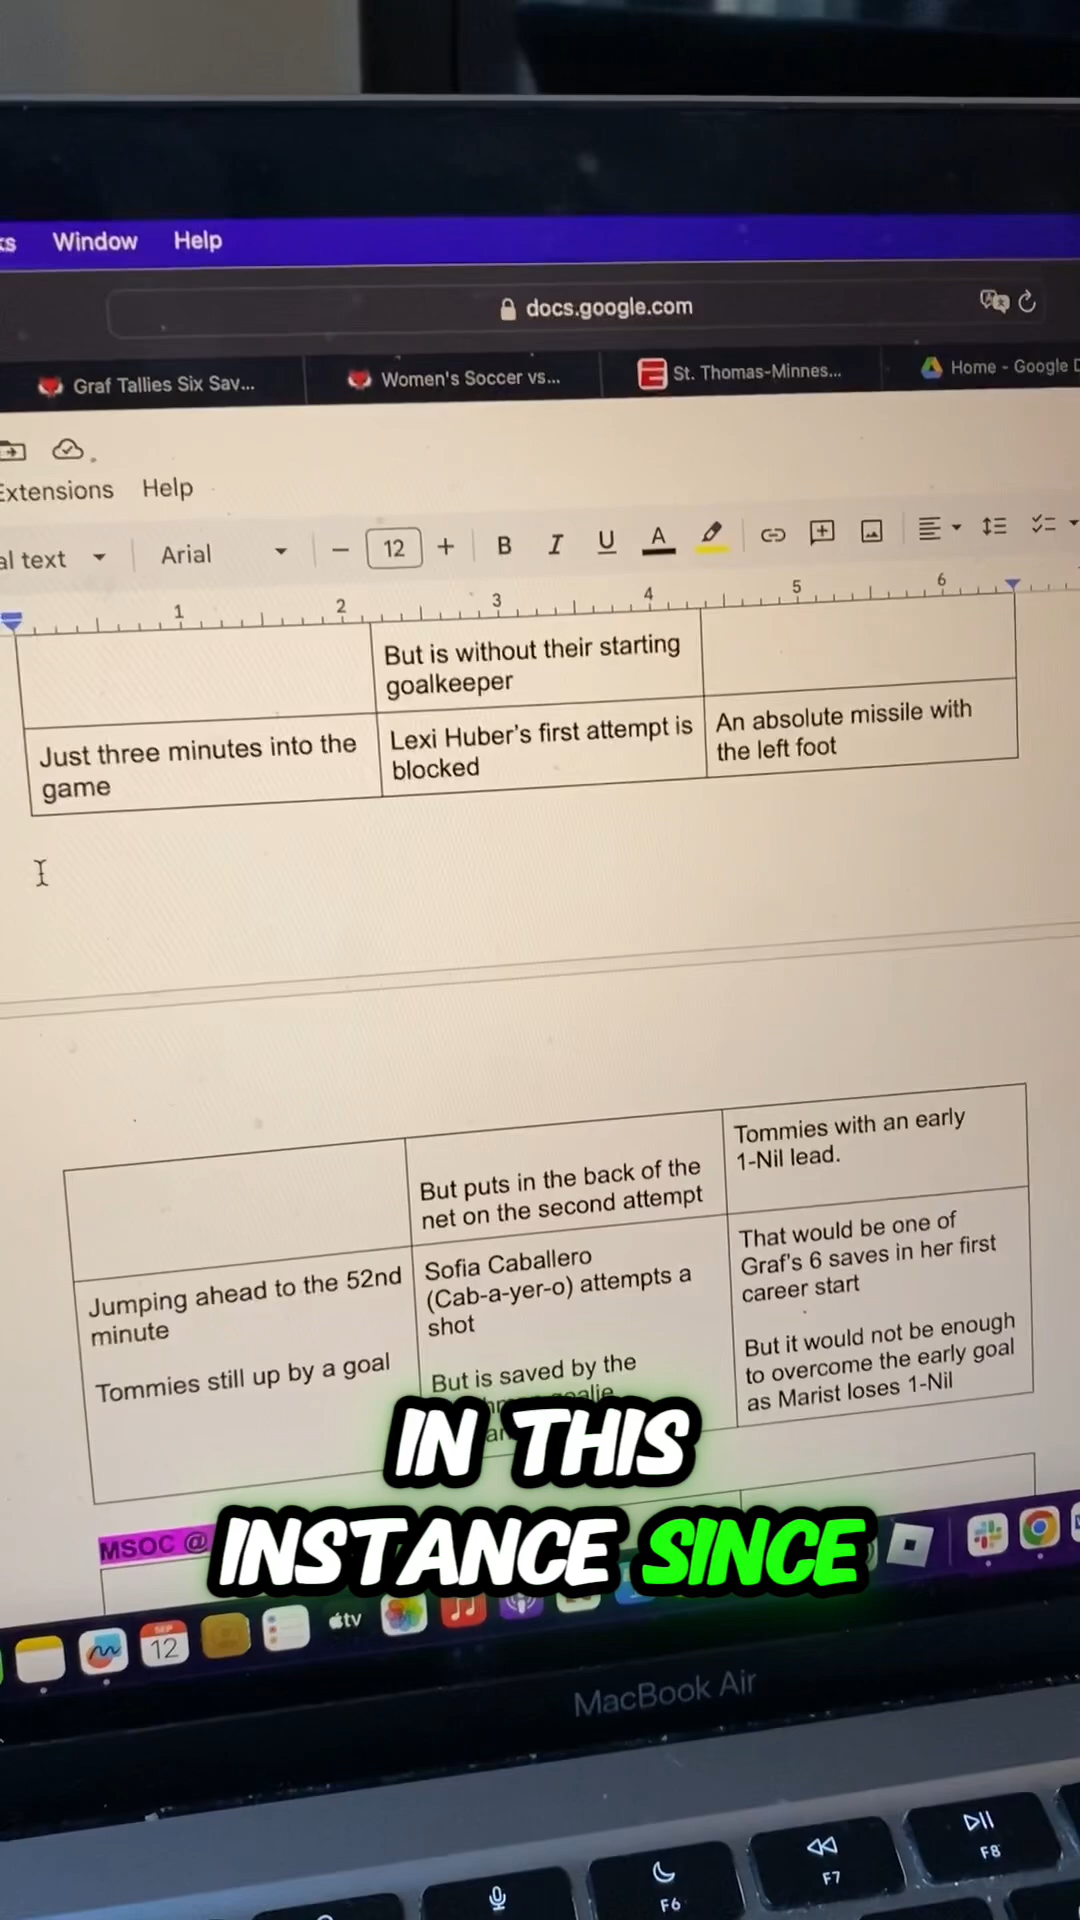 Window Help
docs.google.com
Graf Tallies Six Sav... Women's Soccer vs... St. Thomas-Minnes... Home - Google D
Extensions Help
al text Arial 12 B I U A
1 2 3 4 5 6
But is without their starting
goalkeeper
Just three minutes into the
game
Lexi Huber's first attempt is
blocked
An absolute missile with
the left foot
But puts in the back of the
net on the second attempt
Tommies with an early
1-Nil lead.
Jumping ahead to the 52nd
minute
Tommies still up by a goal
Sofia Caballero
(Cab-a-yer-o) attempts a
shot
But is saved by the
That would be one of
Graf's 6 saves in her first
career start
But it would not be enough
to overcome the early goal
as Marist loses 1-Nil
IN THIS
INSTANCE SINCE
MSOC @
SEP
12
tv
MacBook Air
F6
F7
F8